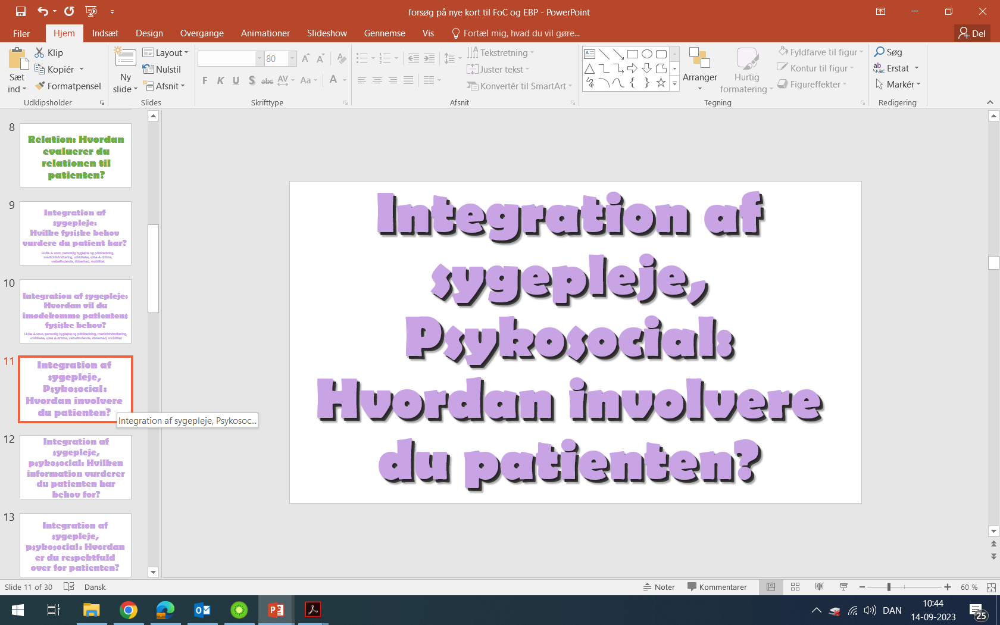 forsøg på nye kort til FoC og EBP - PowerPoint
Filer Hjem Indsæt Design Overgange Animationer Slideshow Gennemse Vis Fortæl mig, hvad du vil gøre... Del
Sæt ind
Klip
Kopiér
Formatpensel
Udklipsholder
Ny slide
Layout
Nulstil
Afsnit
Slides
80
F K U S abc AV Aa A
Skrifttype
Tekstretning
Juster tekst
Konvertér til SmartArt
Afsnit
Arranger
Hurtig formatering
Fyldfarve til figur
Kontur til figur
Figureffekter
Tegning
Søg
Erstat
Markér
Redigering
8
Relation: Hvordan
evaluerer du
relationen til
patienten?
9
Integration af
sygepleje:
Hvilke fysiske behov
vurdere du patient har?
Hvile & søvn, personlig hygiejne og påklædning,
medicinhåndtering, udskillelse, spise & drikke,
velbefindende, sikkerhed, mobilitet
10
Integration af sygepleje:
Hvordan vil du
imødekomme patientens
fysiske behov?
Hvile & søvn, personlig hygiejne og påklædning, medicinhåndtering,
udskillelse, spise & drikke, velbefindende, sikkerhed, mobilitet
11
Integration af
sygepleje,
Psykosocial:
Hvordan involvere
du patienten?
Integration af sygepleje, Psykosoc...
12
Integration af
sygepleje,
psykosocial: Hvilken
information vurderer
du patienten har
behov for?
13
Integration af
sygepleje,
psykosocial: Hvordan
er du respektfuld
over for patienten?
Integration af
sygepleje,
Psykosocial:
Hvordan involvere
du patienten?
Slide 11 of 30 Dansk Noter Kommentarer 60 %
DAN
10:44
14-09-2023
25